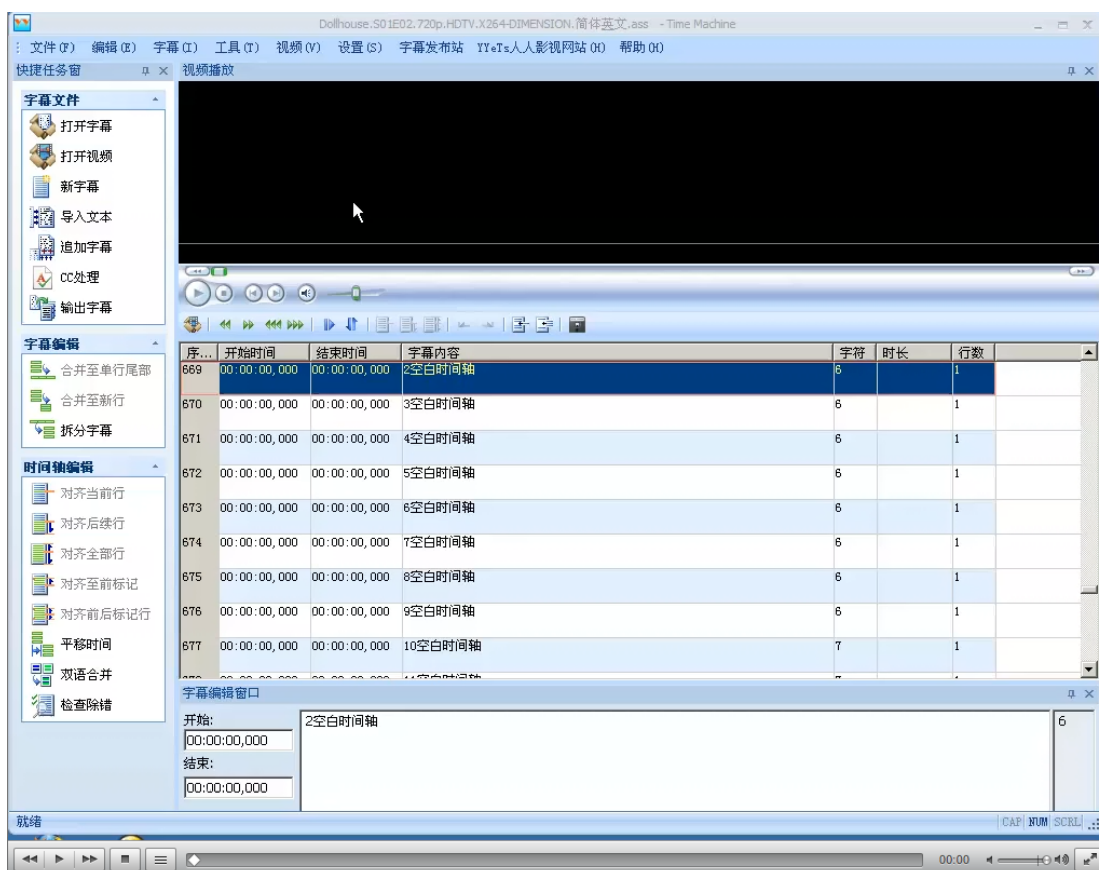 Dollhouse.S01E02.720p.HDTV.X264-DIMENSION.简体英文.ass - Time Machine
文件(F) 编辑(E) 字幕(I) 工具(T) 视频(V) 设置(S) 字幕发布站 YYeTs人人影视网站(H) 帮助(H)
快捷任务窗
视频播放
字幕文件
打开字幕
打开视频
新字幕
导入文本
追加字幕
CC处理
输出字幕
字幕编辑
合并至单行尾部
合并至新行
拆分字幕
时间轴编辑
对齐当前行
对齐后续行
对齐全部行
对齐至前标记
对齐前后标记行
平移时间
双语合并
检查除错
序... 开始时间 结束时间 字幕内容 字符 时长 行数
669 00:00:00,000 00:00:00,000 2空白时间轴 6 1
670 00:00:00,000 00:00:00,000 3空白时间轴 6 1
671 00:00:00,000 00:00:00,000 4空白时间轴 6 1
672 00:00:00,000 00:00:00,000 5空白时间轴 6 1
673 00:00:00,000 00:00:00,000 6空白时间轴 6 1
674 00:00:00,000 00:00:00,000 7空白时间轴 6 1
675 00:00:00,000 00:00:00,000 8空白时间轴 6 1
676 00:00:00,000 00:00:00,000 9空白时间轴 6 1
677 00:00:00,000 00:00:00,000 10空白时间轴 7 1
字幕编辑窗口
开始:
00:00:00,000
结束:
00:00:00,000
2空白时间轴
6
就绪
CAP NUM SCRL
00:00